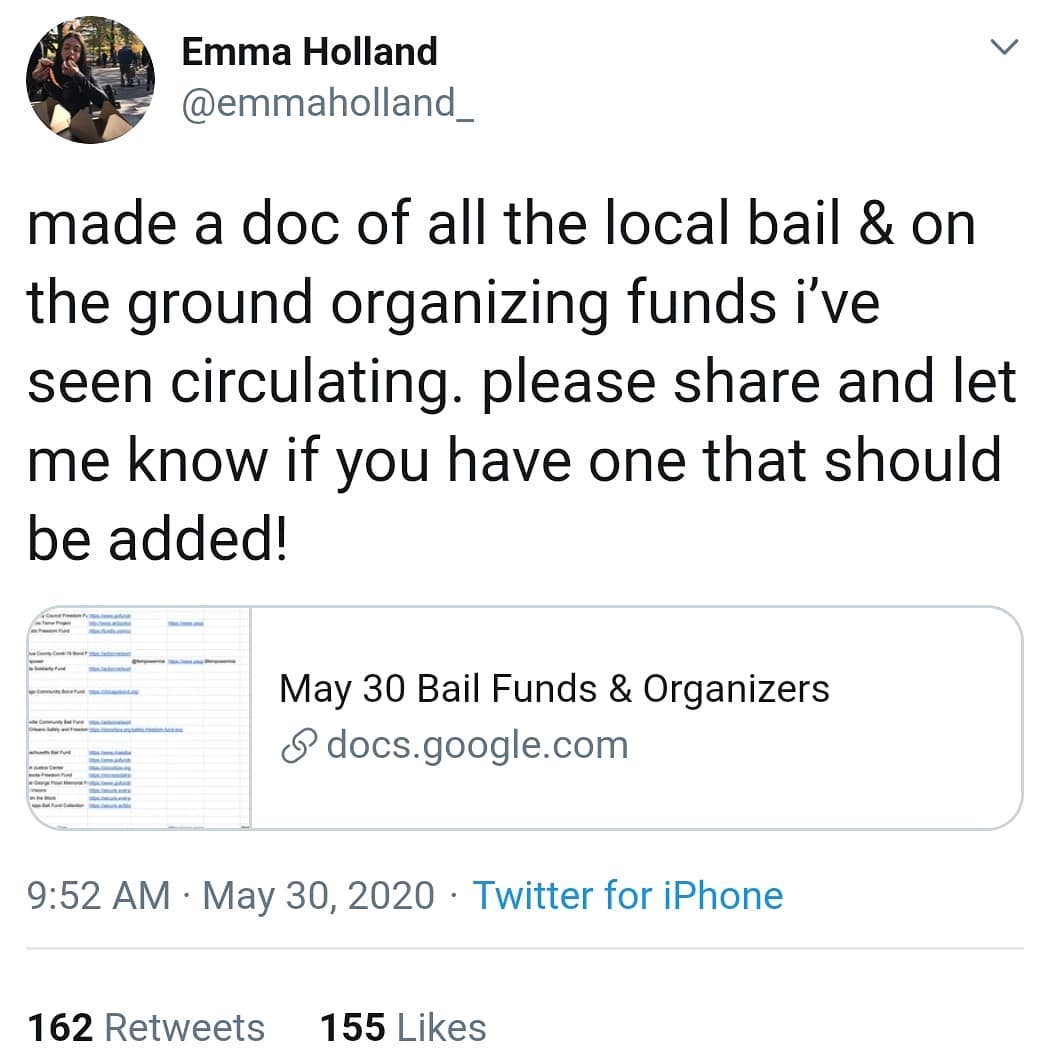 Emma Holland
@emmaholland_
made a doc of all the local bail & on
the ground organizing funds i’ve
seen circulating. please share and let
me know if you have one that should
be added!
May 30 Bail Funds & Organizers
docs.google.com
9:52 AM · May 30, 2020 · Twitter for iPhone
162 Retweets 155 Likes